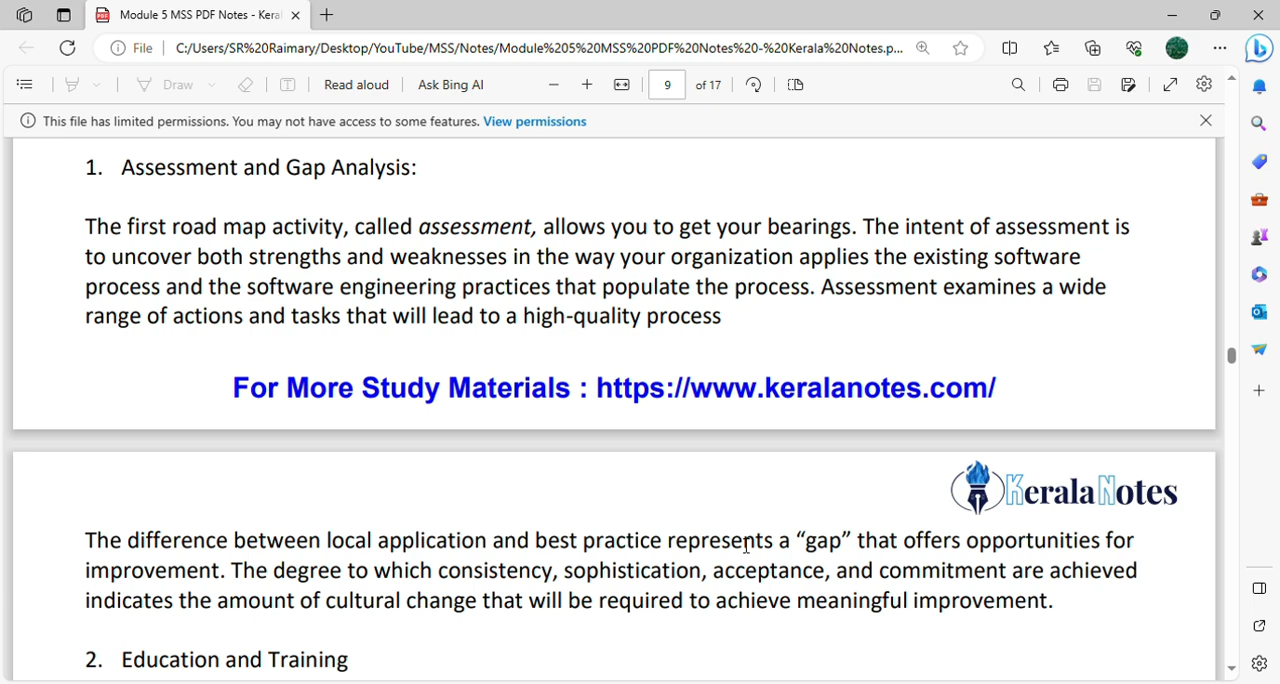 Module 5 MSS PDF Notes - Kera
File
C:/Users/SR%20Raimary/Desktop/YouTube/MSS/Notes/Module%205%20MSS%20PDF%20Notes%20-%20Kerala%20Notes.p...
Draw
Read aloud
Ask Bing AI
9 of 17
This file has limited permissions. You may not have access to some features. View permissions
1. Assessment and Gap Analysis:
The first road map activity, called assessment, allows you to get your bearings. The intent of assessment is
to uncover both strengths and weaknesses in the way your organization applies the existing software
process and the software engineering practices that populate the process. Assessment examines a wide
range of actions and tasks that will lead to a high-quality process
For More Study Materials : https://www.keralanotes.com/
KeralaNotes
The difference between local application and best practice represents a “gap” that offers opportunities for
improvement. The degree to which consistency, sophistication, acceptance, and commitment are achieved
indicates the amount of cultural change that will be required to achieve meaningful improvement.
2. Education and Training